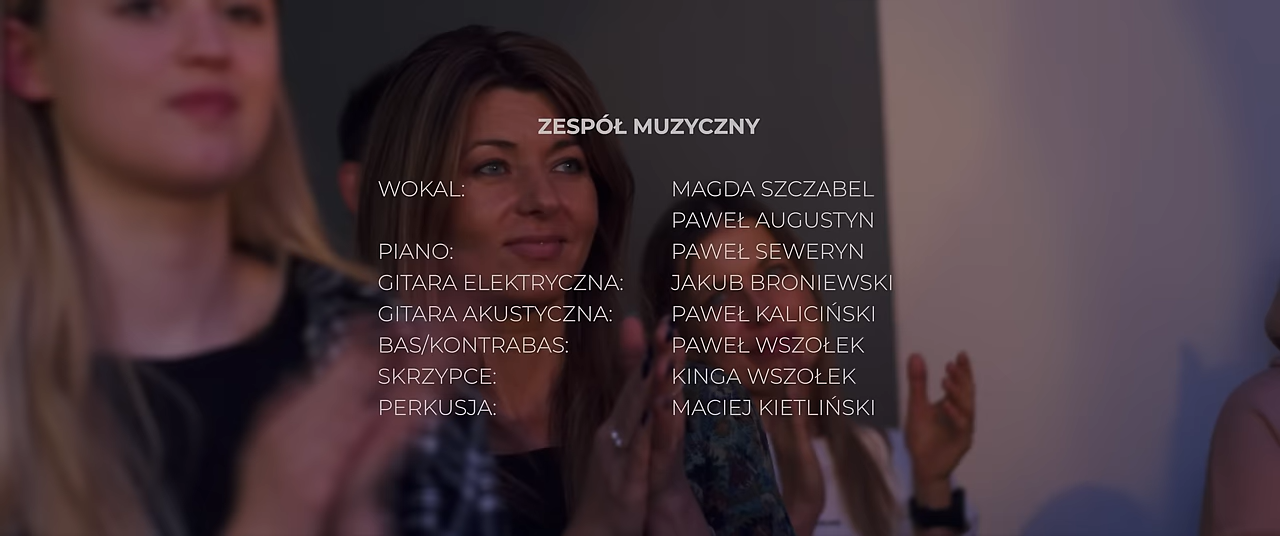 ZESPÓŁ MUZYCZNY
WOKAL: MAGDA SZCZABEL
PAWEŁ AUGUSTYN
PIANO: PAWEŁ SEWERYN
GITARA ELEKTRYCZNA: JAKUB BRONIEWSKI
GITARA AKUSTYCZNA: PAWEŁ KALICIŃSKI
BAS/KONTRABAS: PAWEŁ WSZOŁEK
SKRZYPCE: KINGA WSZOŁEK
PERKUSJA: MACIEJ KIETLIŃSKI